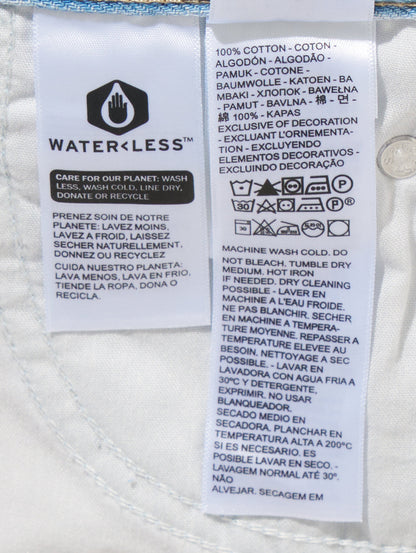 WATER<LESS™
CARE FOR OUR PLANET: WASH
LESS, WASH COLD, LINE DRY,
DONATE OR RECYCLE
PRENEZ SOIN DE NOTRE
PLANETE: LAVEZ MOINS,
LAVEZ A FROID, LAISSEZ
SECHER NATURELLEMENT,
DONNEZ OU RECYCLEZ
CUIDA NUESTRO PLANETA:
LAVA MENOS, LAVA EN FRIO,
TIENDE LA ROPA, DONA O
RECICLA.
100% COTTON - COTON -
ALGODÓN - ALGODÃO -
PAMUK - COTONE -
BAUMWOLLE - KATOEN - BA
MBAKI - ХЛОПОК - BAWEŁNA
- PAMUT - BAVLNA - 棉 - 면 -
綿 100% - KAPAS
EXCLUSIVE OF DECORATION
- EXCLUANT L'ORNEMENTA-
TION - EXCLUYENDO
ELEMENTOS DECORATIVOS -
EXCLUINDO DECORAÇÃO
P
30 P ®
MACHINE WASH COLD. DO
NOT BLEACH. TUMBLE DRY
MEDIUM. HOT IRON
IF NEEDED. DRY CLEANING
POSSIBLE - LAVER EN
MACHINE A L'EAU FROIDE.
NE PAS BLANCHIR. SECHER
EN MACHINE A TEMPERA-
TURE MOYENNE. REPASSER A
TEMPERATURE ELEVEE AU
BESOIN. NETTOYAGE A SEC
POSSIBLE. - LAVAR EN
LAVADORA CON AGUA FRIA A
30ºC Y DETERGENTE,
EXPRIMIR. NO USAR
BLANQUEADOR.
SECADO MEDIO EN
SECADORA. PLANCHAR EN
TEMPERATURA ALTA A 200°C
SI ES NECESARIO. ES
POSIBLE LAVAR EN SECO. -
LAVAGEM NORMAL ATÉ 30°.
NÃO
ALVEJAR. SECAGEM EM